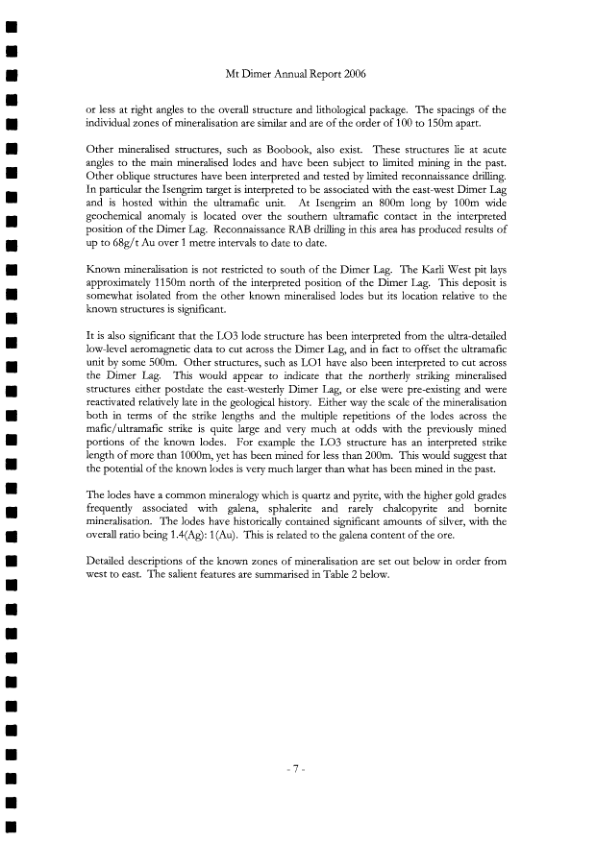 Mt Dimer Annual Report 2006
or less at right angles to the overall structure and lithological package. The spacings of the
individual zones of mineralisation are similar and are of the order of 100 to 150m apart.
Other mineralised structures, such as Boobook, also exist. These structures lie at acute
angles to the main mineralised lodes and have been subject to limited mining in the past.
Other oblique structures have been interpreted and tested by limited reconnaissance drilling.
In particular the Isengrim target is interpreted to be associated with the east-west Dimer Lag
and is hosted within the ultramafic unit. At Isengrim an 800m long by 100m wide
geochemical anomaly is located over the southern ultramafic contact in the interpreted
position of the Dimer Lag. Reconnaissance RAB drilling in this area has produced results of
up to 68g/t Au over 1 metre intervals to date to date.
Known mineralisation is not restricted to south of the Dimer Lag. The Karli West pit lays
approximately 1150m north of the interpreted position of the Dimer Lag. This deposit is
somewhat isolated from the other known mineralised lodes but its location relative to the
known structures is significant.
It is also significant that the LO3 lode structure has been interpreted from the ultra-detailed
low-level aeromagnetic data to cut across the Dimer Lag, and in fact to offset the ultramafic
unit by some 500m. Other structures, such as LO1 have also been interpreted to cut across
the Dimer Lag. This would appear to indicate that the northerly striking mineralised
structures either postdate the east-westerly Dimer Lag, or else were pre-existing and were
reactivated relatively late in the geological history. Either way the scale of the mineralisation
both in terms of the strike lengths and the multiple repetitions of the lodes across the
mafic/ultramafic strike is quite large and very much at odds with the previously mined
portions of the known lodes. For example the LO3 structure has an interpreted strike
length of more than 1000m, yet has been mined for less than 200m. This would suggest that
the potential of the known lodes is very much larger than what has been mined in the past.
The lodes have a common mineralogy which is quartz and pyrite, with the higher gold grades
frequently associated with galena, sphalerite and rarely chalcopyrite and bornite
mineralisation. The lodes have historically contained significant amounts of silver, with the
overall ratio being 1.4(Ag): 1(Au). This is related to the galena content of the ore.
Detailed descriptions of the known zones of mineralisation are set out below in order from
west to east. The salient features are summarised in Table 2 below.
- 7 -